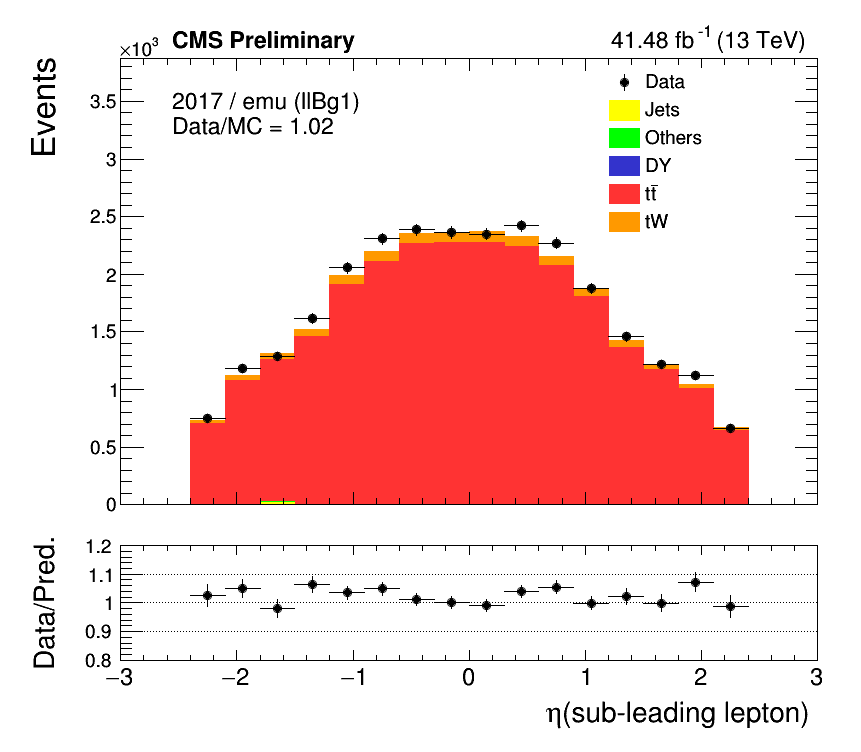 ×10³ CMS Preliminary 41.48 fb⁻¹ (13 TeV)
Events
2017 / emu (llBg1)
Data/MC = 1.02
Data
Jets
Others
DY
tt̄
tW
3.5
3
2.5
2
1.5
1
0.5
0
Data/Pred.
1.2
1.1
1
0.9
0.8
−3 −2 −1 0 1 2 3
η(sub-leading lepton)